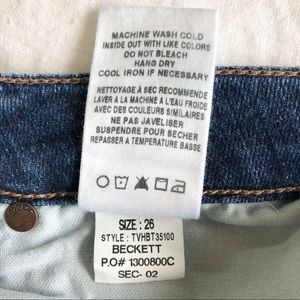 MACHINE WASH COLD
INSIDE OUT WITH LIKE COLORS
DO NOT BLEACH
HANG DRY
COOL IRON IF NECESSARY
NETTOYAGE A SEC RECOMMANDE
LAVER A LA MACHINE A L'EAU FROIDE
AVEC DES COULEURS SIMILAIRES
NE PAS JAVELISER
SUSPENDRE POUR SECHER
REPASSER A TEMPERATURE BASSE
SIZE: 26
STYLE: TVHBT35100
BECKETT
P.O# 1300800C
SEC- 02